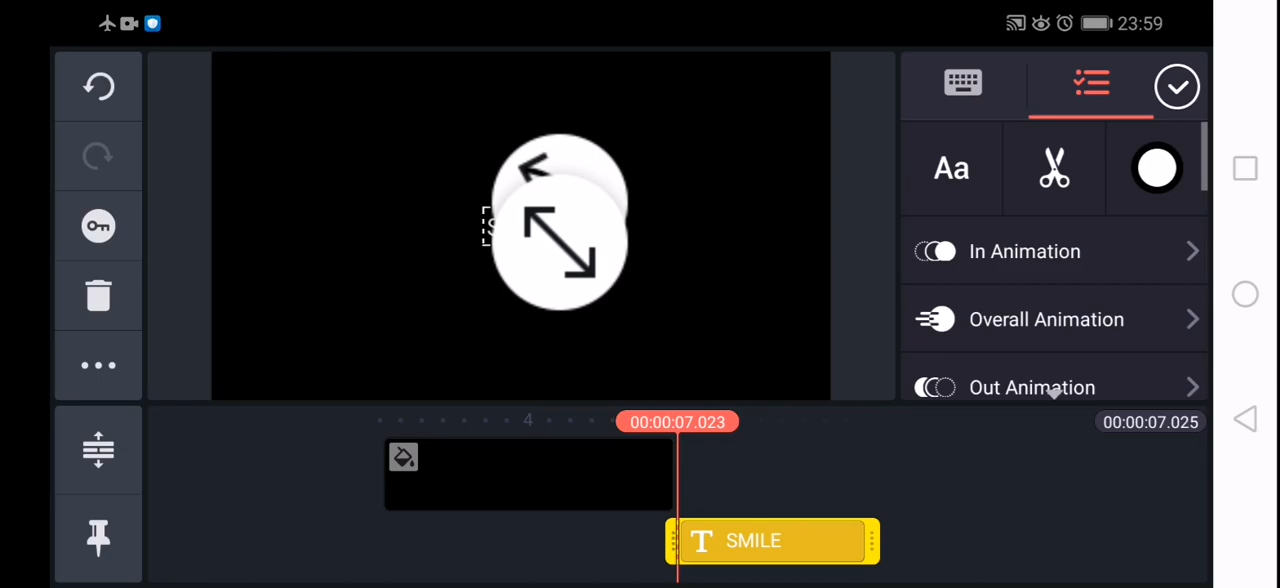 23:59
S
Aa
In Animation
Overall Animation
Out Animation
4
00:00:07.023
00:00:07.025
T SMILE